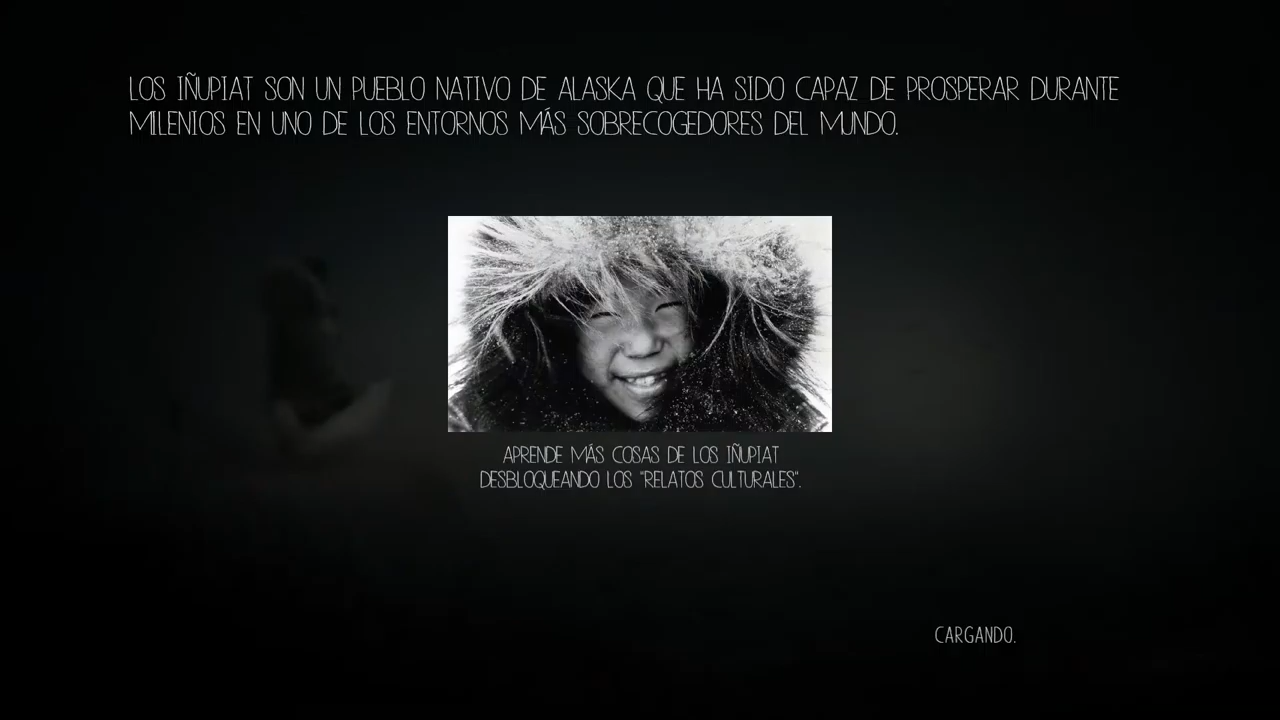 LOS IÑUPIAT SON UN PUEBLO NATIVO DE ALASKA QUE HA SIDO CAPAZ DE PROSPERAR DURANTE
MILENIOS EN UNO DE LOS ENTORNOS MÁS SOBRECOGEDORES DEL MUNDO.
APRENDE MÁS COSAS DE LOS IÑUPIAT
DESBLOQUEANDO LOS "RELATOS CULTURALES".
CARGANDO.